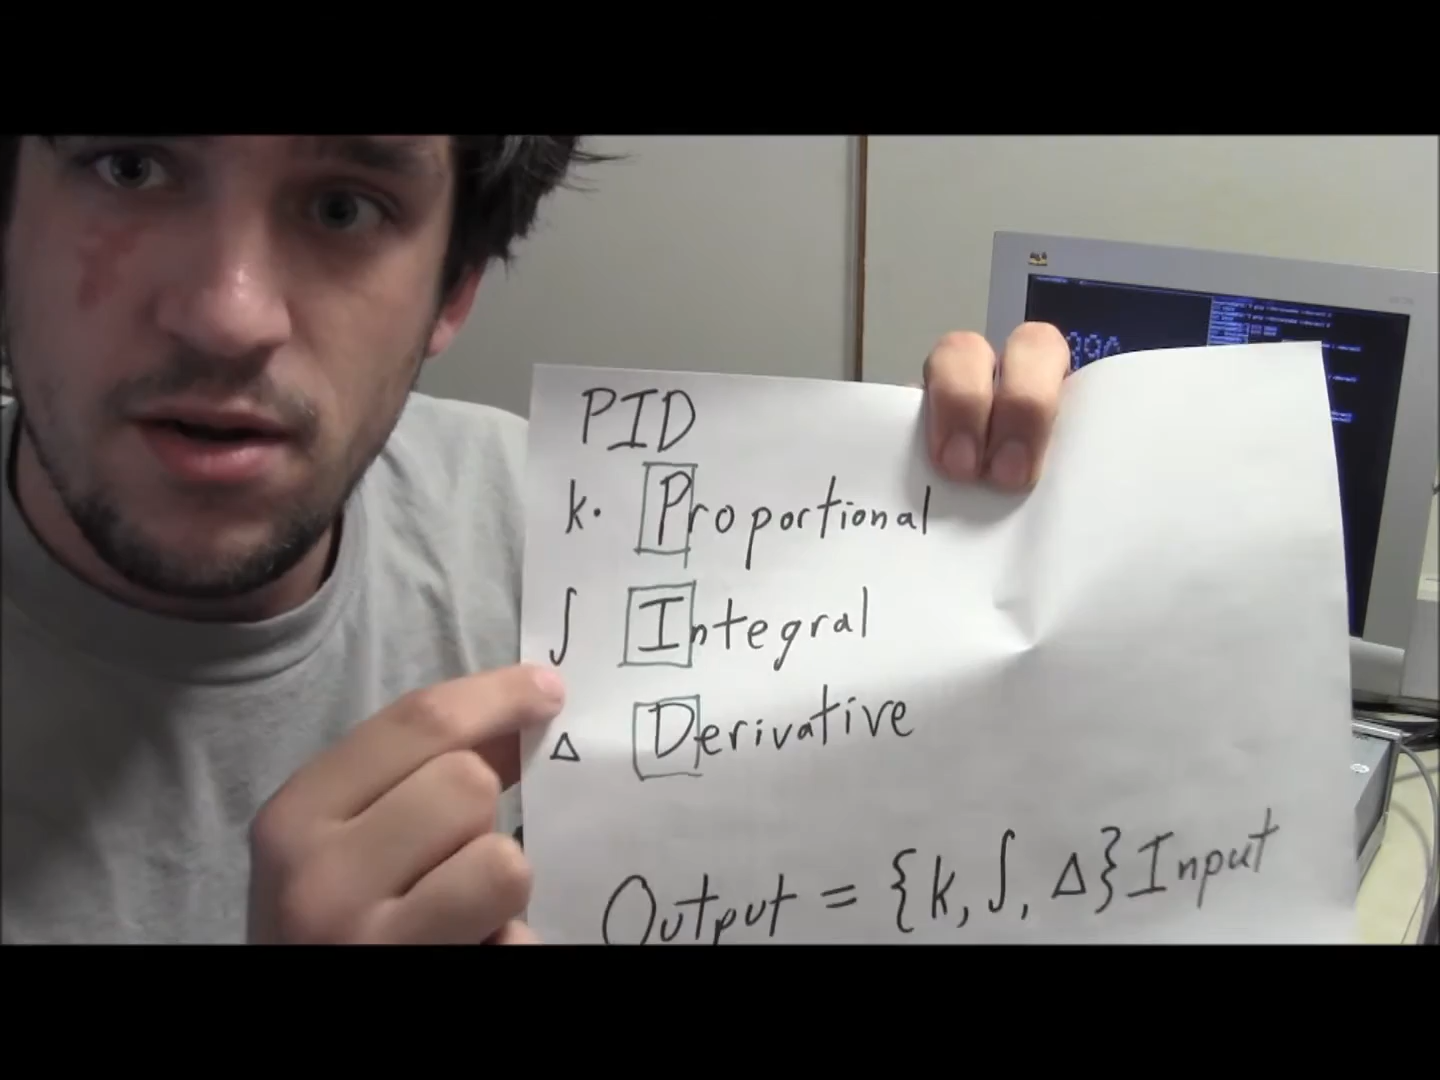 PID
k. Proportional
∫ Integral
Δ Derivative
Output = {k, ∫, Δ} Input